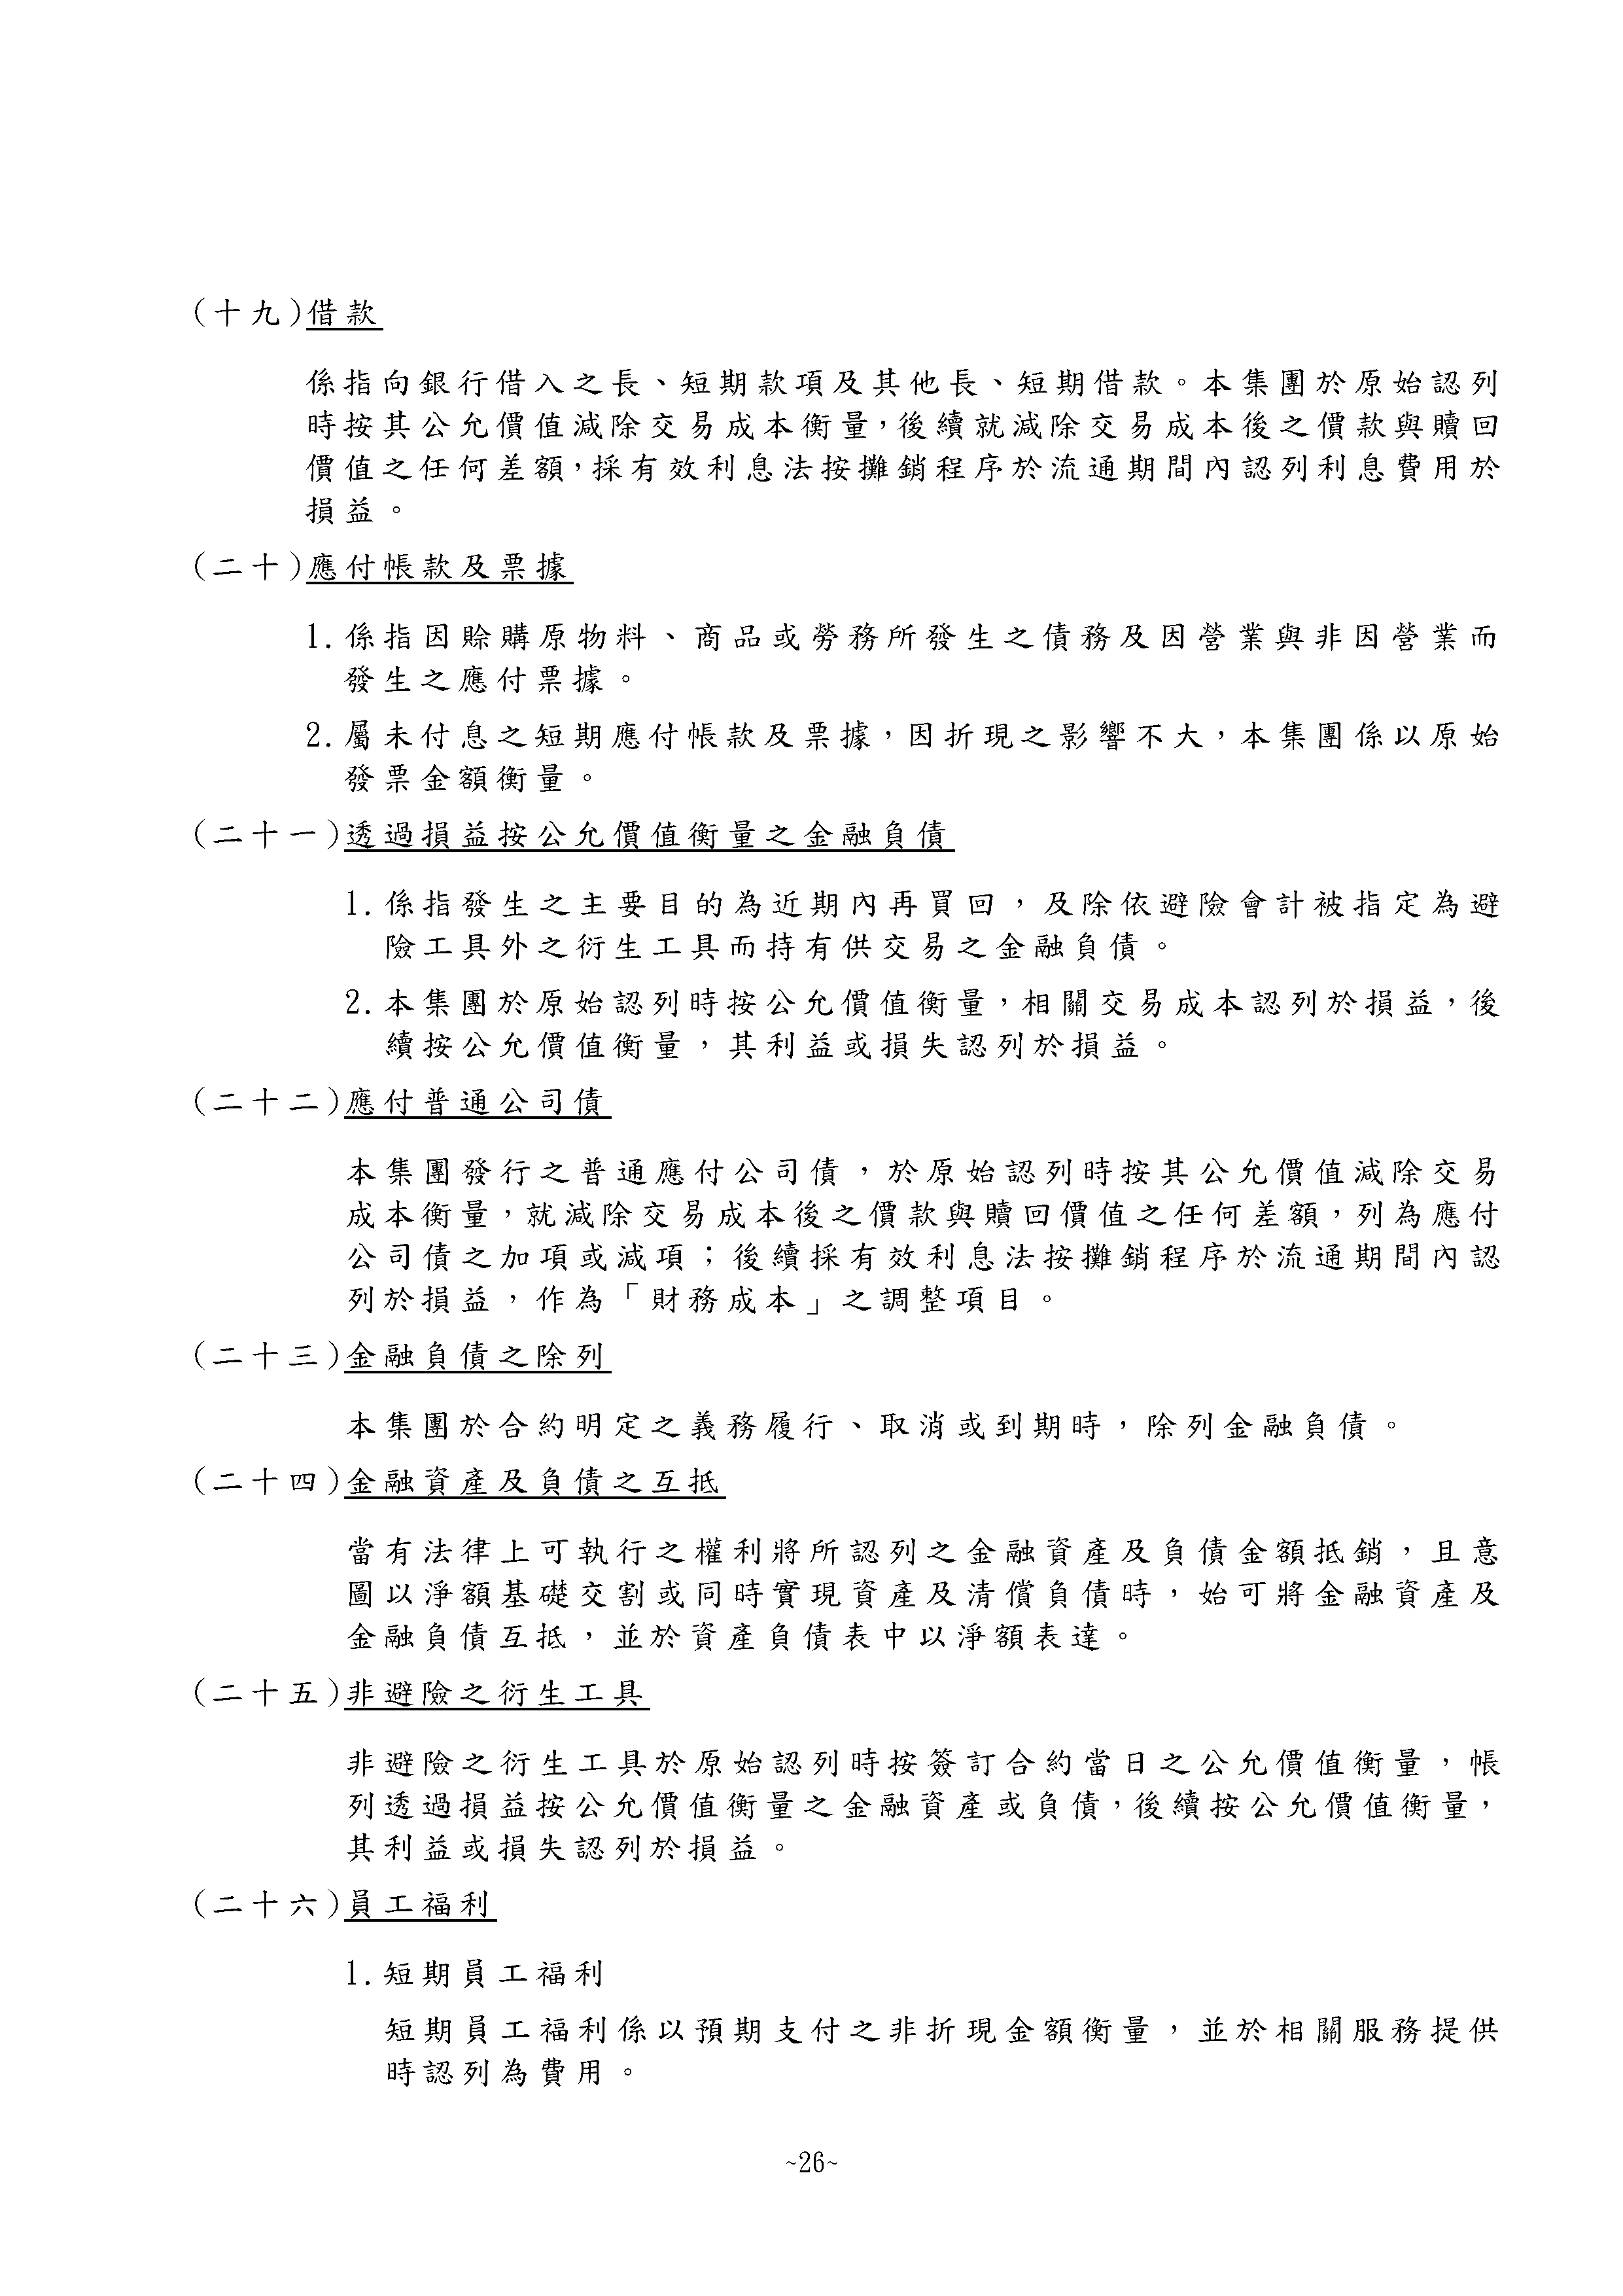 (十九)借款
係指向銀行借入之長、短期款項及其他長、短期借款。本集團於原始認列
時按其公允價值減除交易成本衡量，後續就減除交易成本後之價款與贖回
價值之任何差額，採有效利息法按攤銷程序於流通期間內認列利息費用於
損益。
(二十)應付帳款及票據
1. 係指因賒購原物料、商品或勞務所發生之債務及因營業與非因營業而
發生之應付票據。
2. 屬未付息之短期應付帳款及票據，因折現之影響不大，本集團係以原始
發票金額衡量。
(二十一)透過損益按公允價值衡量之金融負債
1. 係指發生之主要目的為近期內再買回，及除依避險會計被指定為避
險工具外之衍生工具而持有供交易之金融負債。
2. 本集團於原始認列時按公允價值衡量，相關交易成本認列於損益，後
續按公允價值衡量，其利益或損失認列於損益。
(二十二)應付普通公司債
本集團發行之普通應付公司債，於原始認列時按其公允價值減除交易
成本衡量，就減除交易成本後之價款與贖回價值之任何差額，列為應付
公司債之加項或減項；後續採有效利息法按攤銷程序於流通期間內認
列於損益，作為「財務成本」之調整項目。
(二十三)金融負債之除列
本集團於合約明定之義務履行、取消或到期時，除列金融負債。
(二十四)金融資產及負債之互抵
當有法律上可執行之權利將所認列之金融資產及負債金額抵銷，且意
圖以淨額基礎交割或同時實現資產及清償負債時，始可將金融資產及
金融負債互抵，並於資產負債表中以淨額表達。
(二十五)非避險之衍生工具
非避險之衍生工具於原始認列時按簽訂合約當日之公允價值衡量，帳
列透過損益按公允價值衡量之金融資產或負債，後續按公允價值衡量，
其利益或損失認列於損益。
(二十六)員工福利
1. 短期員工福利
短期員工福利係以預期支付之非折現金額衡量，並於相關服務提供
時認列為費用。
~26~